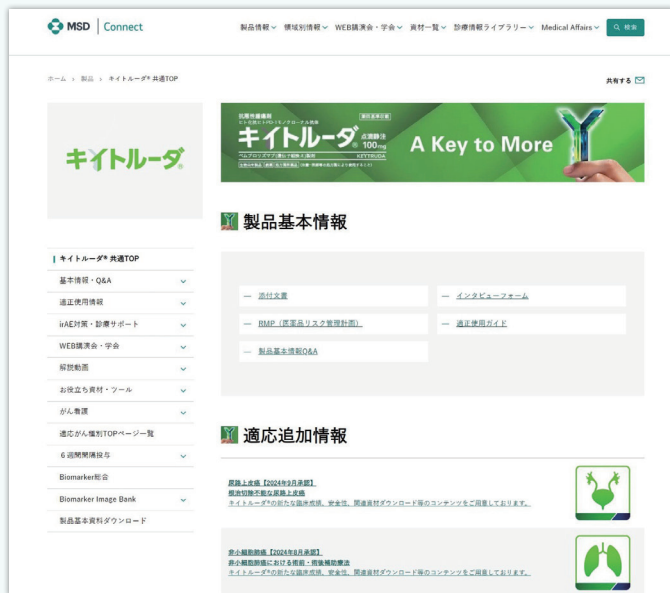 MSD Connect
製品情報 領域別情報 WEB講演会・学会 資材一覧 診療情報ライブラリー Medical Affairs 検索
ホーム > 製品 > キイトルーダ® 共通TOP
共有する
キイトルーダ®
抗悪性腫瘍剤
キイトルーダ® 点滴静注 100mg
KEYTRUDA
A Key to More
製品基本情報
キイトルーダ® 共通TOP
基本情報・Q&A
適正使用情報
irAE対策・診療サポート
WEB講演会・学会
解説動画
お役立ち資材・ツール
がん看護
適応がん種別TOPページ一覧
6週間間隔投与
Biomarker総合
Biomarker Image Bank
製品基本資料ダウンロード
— 添付文書
— インタビューフォーム
— RMP（医薬品リスク管理計画）
— 適正使用ガイド
— 製品基本情報Q&A
適応追加情報
尿路上皮癌【2024年9月承認】
根治切除不能な尿路上皮癌
キイトルーダ®の新たな臨床成績、安全性、関連資材ダウンロード等のコンテンツをご用意しております。
非小細胞肺癌【2024年8月承認】
非小細胞肺癌における術前・術後補助療法
キイトルーダ®の新たな臨床成績、安全性、関連資材ダウンロード等のコンテンツをご用意しております。